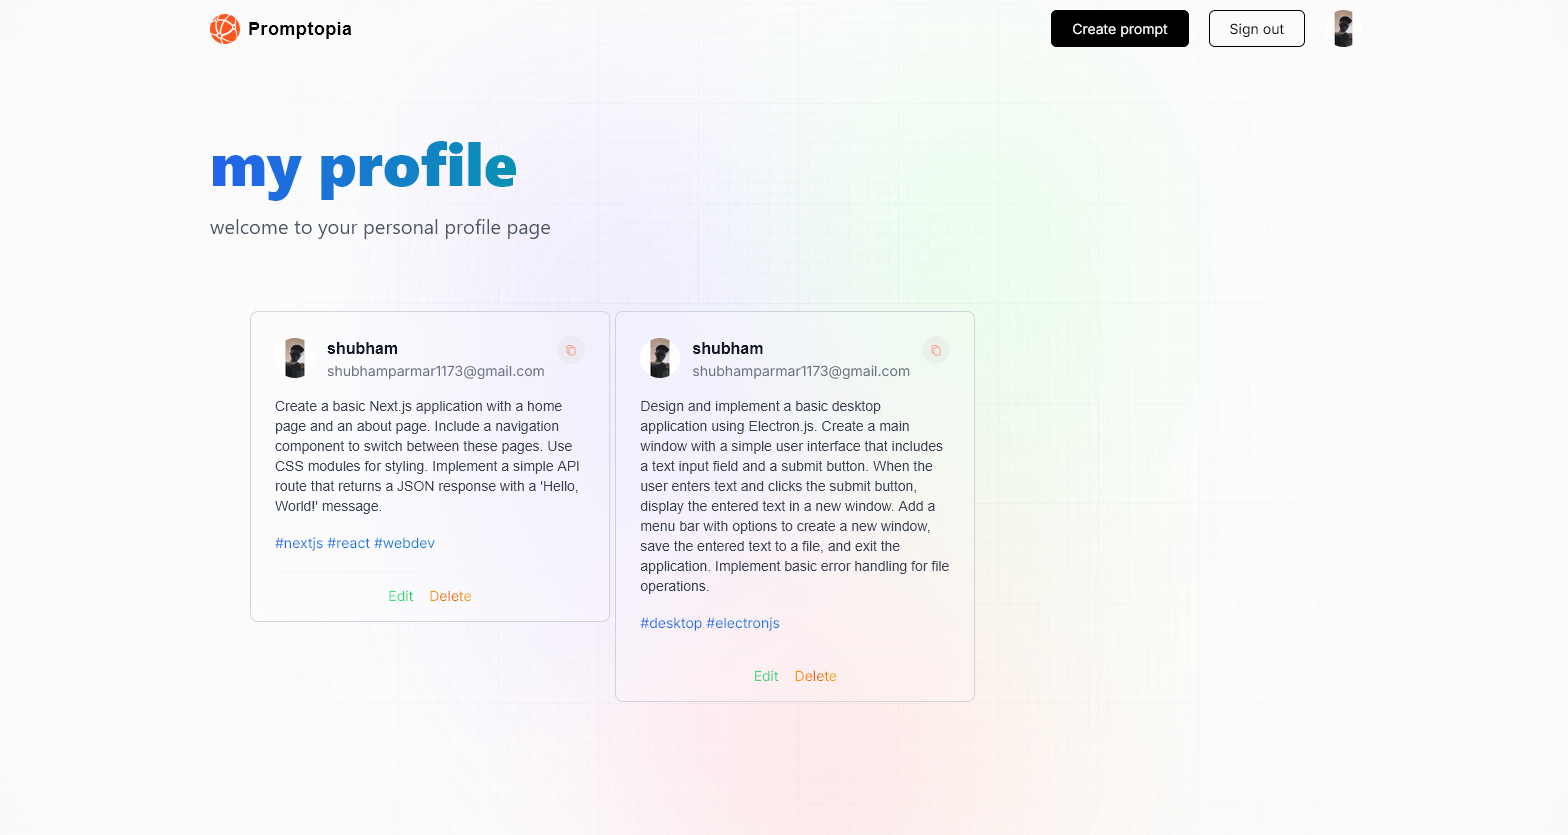 Promptopia
Create prompt
Sign out
my profile
welcome to your personal profile page
shubham
shubhamparmar1173@gmail.com
Create a basic Next.js application with a home
page and an about page. Include a navigation
component to switch between these pages. Use
CSS modules for styling. Implement a simple API
route that returns a JSON response with a 'Hello,
World!' message.
#nextjs #react #webdev
Edit Delete
shubham
shubhamparmar1173@gmail.com
Design and implement a basic desktop
application using Electron.js. Create a main
window with a simple user interface that includes
a text input field and a submit button. When the
user enters text and clicks the submit button,
display the entered text in a new window. Add a
menu bar with options to create a new window,
save the entered text to a file, and exit the
application. Implement basic error handling for file
operations.
#desktop #electronjs
Edit Delete